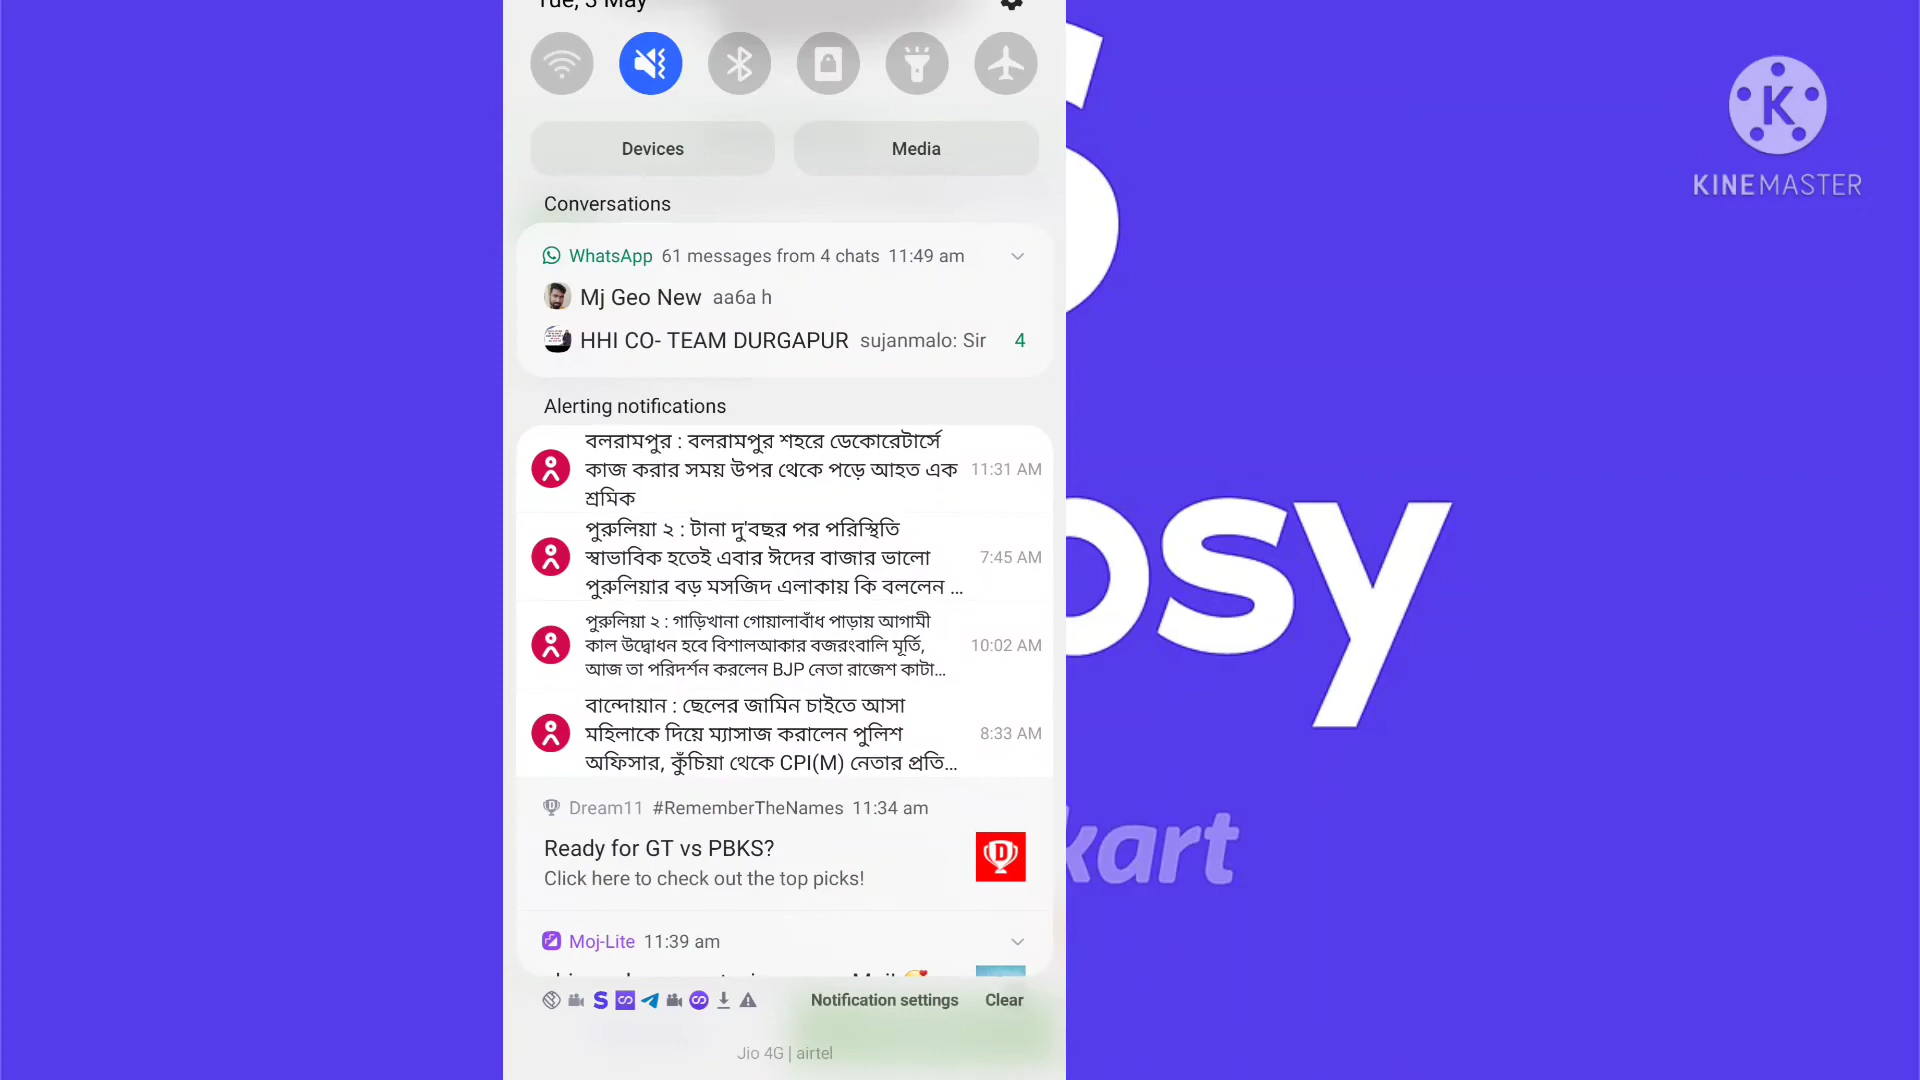 Tue, 3 May
Devices
Media
Conversations
WhatsApp 61 messages from 4 chats 11:49 am
Mj Geo New aa6a h
HHI CO- TEAM DURGAPUR sujanmalo: Sir 4
Alerting notifications
বলরামপুর : বলরামপুর শহরে ডেকোরেটার্সে
কাজ করার সময় উপর থেকে পড়ে আহত এক
শ্রমিক
11:31 AM
পুরুলিয়া ২ : টানা দু'বছর পর পরিস্থিতি
স্বাভাবিক হতেই এবার ঈদের বাজার ভালো
পুরুলিয়ার বড় মসজিদ এলাকায় কি বললেন ...
7:45 AM
পুরুলিয়া ২ : গাড়িখানা গোয়ালাবাঁধ পাড়ায় আগামী
কাল উদ্বোধন হবে বিশালআকার বজরংবালি মূর্তি,
আজ তা পরিদর্শন করলেন BJP নেতা রাজেশ কাটা...
10:02 AM
বান্দোয়ান : ছেলের জামিন চাইতে আসা
মহিলাকে দিয়ে ম্যাসাজ করালেন পুলিশ
অফিসার, কুঁচিয়া থেকে CPI(M) নেতার প্রতি...
8:33 AM
Dream11 #RememberTheNames 11:34 am
Ready for GT vs PBKS?
Click here to check out the top picks!
Moj-Lite 11:39 am
Notification settings
Clear
Jio 4G | airtel
K
KINEMASTER
osy
kart